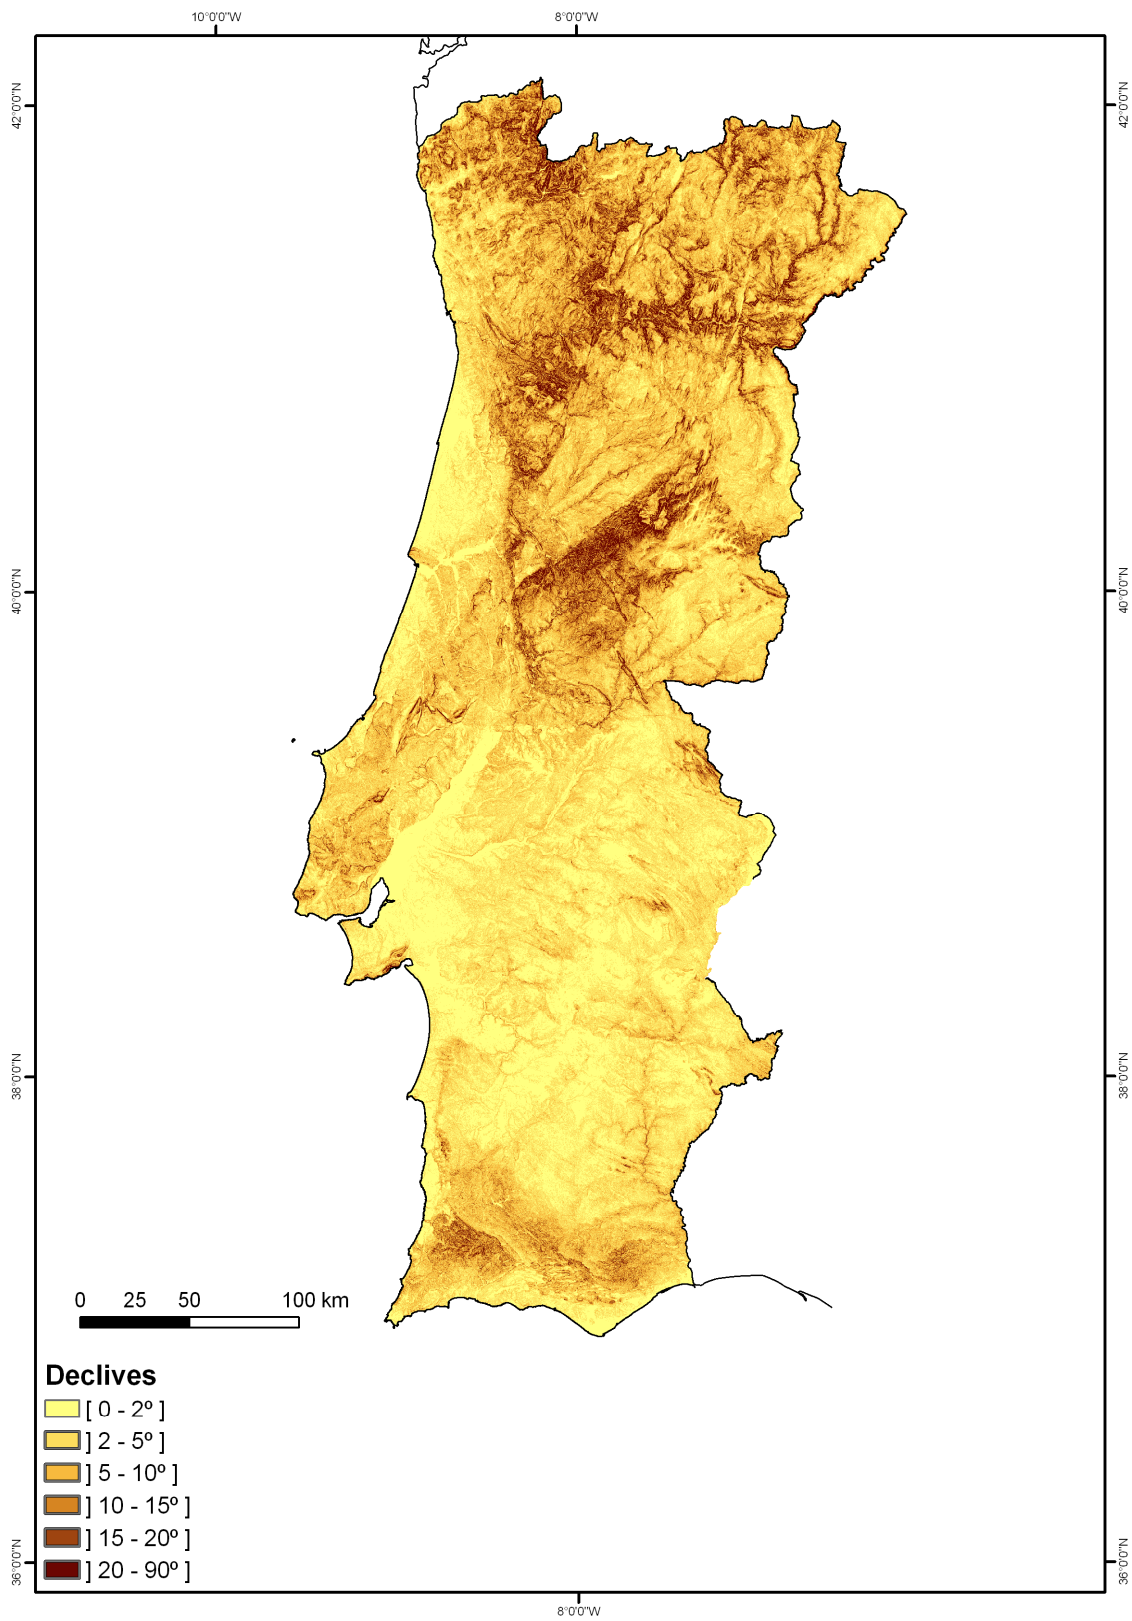 10°0'0"W
8°0'0"W
42°0'0"N
42°0'0"N
40°0'0"N
40°0'0"N
38°0'0"N
38°0'0"N
0 25 50 100 km
Declives
[ 0 - 2º ]
] 2 - 5º ]
] 5 - 10º ]
] 10 - 15º ]
] 15 - 20º ]
] 20 - 90º ]
36°0'0"N
36°0'0"N
8°0'0"W